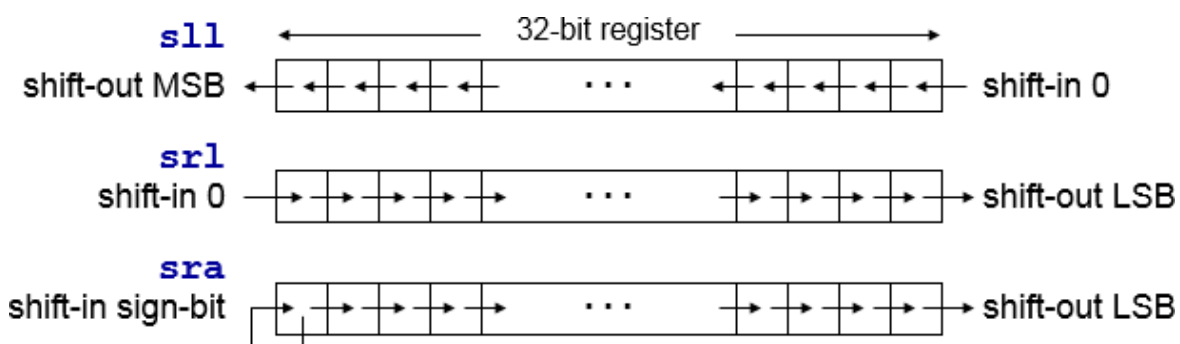 sll
32-bit register
shift-out MSB ... shift-in 0
srl
shift-in 0 ... shift-out LSB
sra
shift-in sign-bit ... shift-out LSB